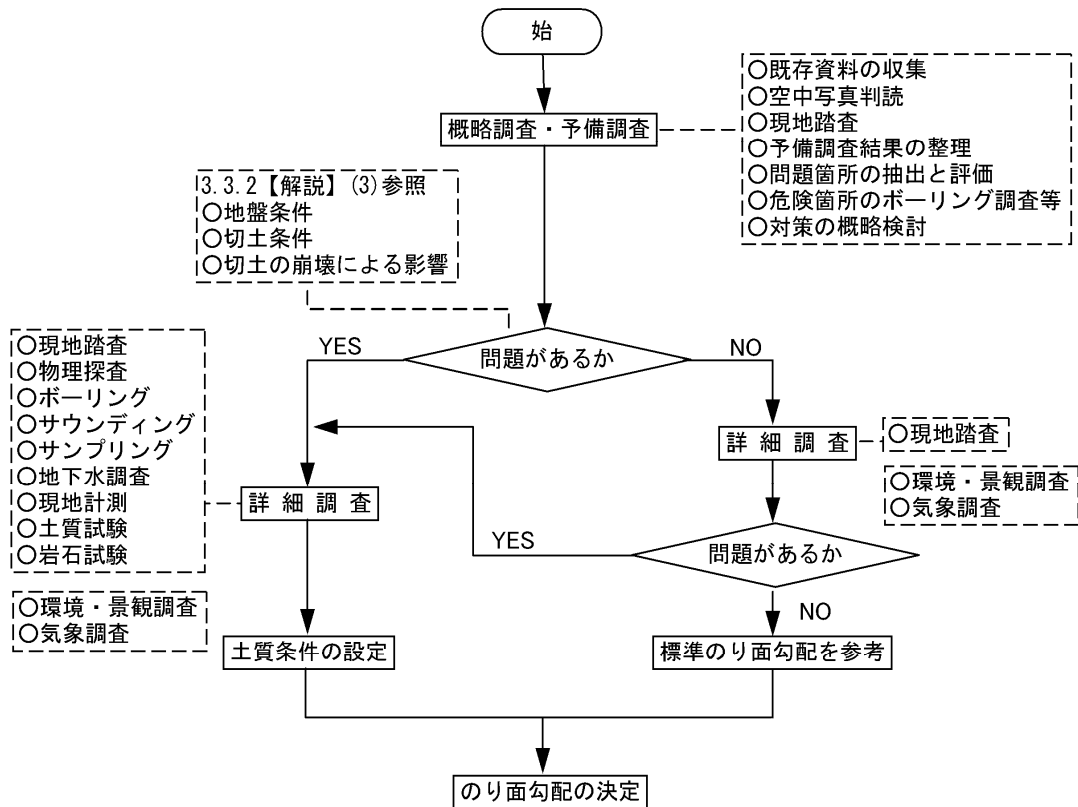 始
概略調査・予備調査
○既存資料の収集
○空中写真判読
○現地踏査
○予備調査結果の整理
○問題箇所の抽出と評価
○危険箇所のボーリング調査等
○対策の概略検討
3.3.2【解説】(3)参照
○地盤条件
○切土条件
○切土の崩壊による影響
問題があるか
YES
NO
○現地踏査
○物理探査
○ボーリング
○サウンディング
○サンプリング
○地下水調査
○現地計測
○土質試験
○岩石試験
詳細調査
○環境・景観調査
○気象調査
詳細調査
○現地踏査
○環境・景観調査
○気象調査
問題があるか
YES
NO
土質条件の設定
標準のり面勾配を参考
のり面勾配の決定